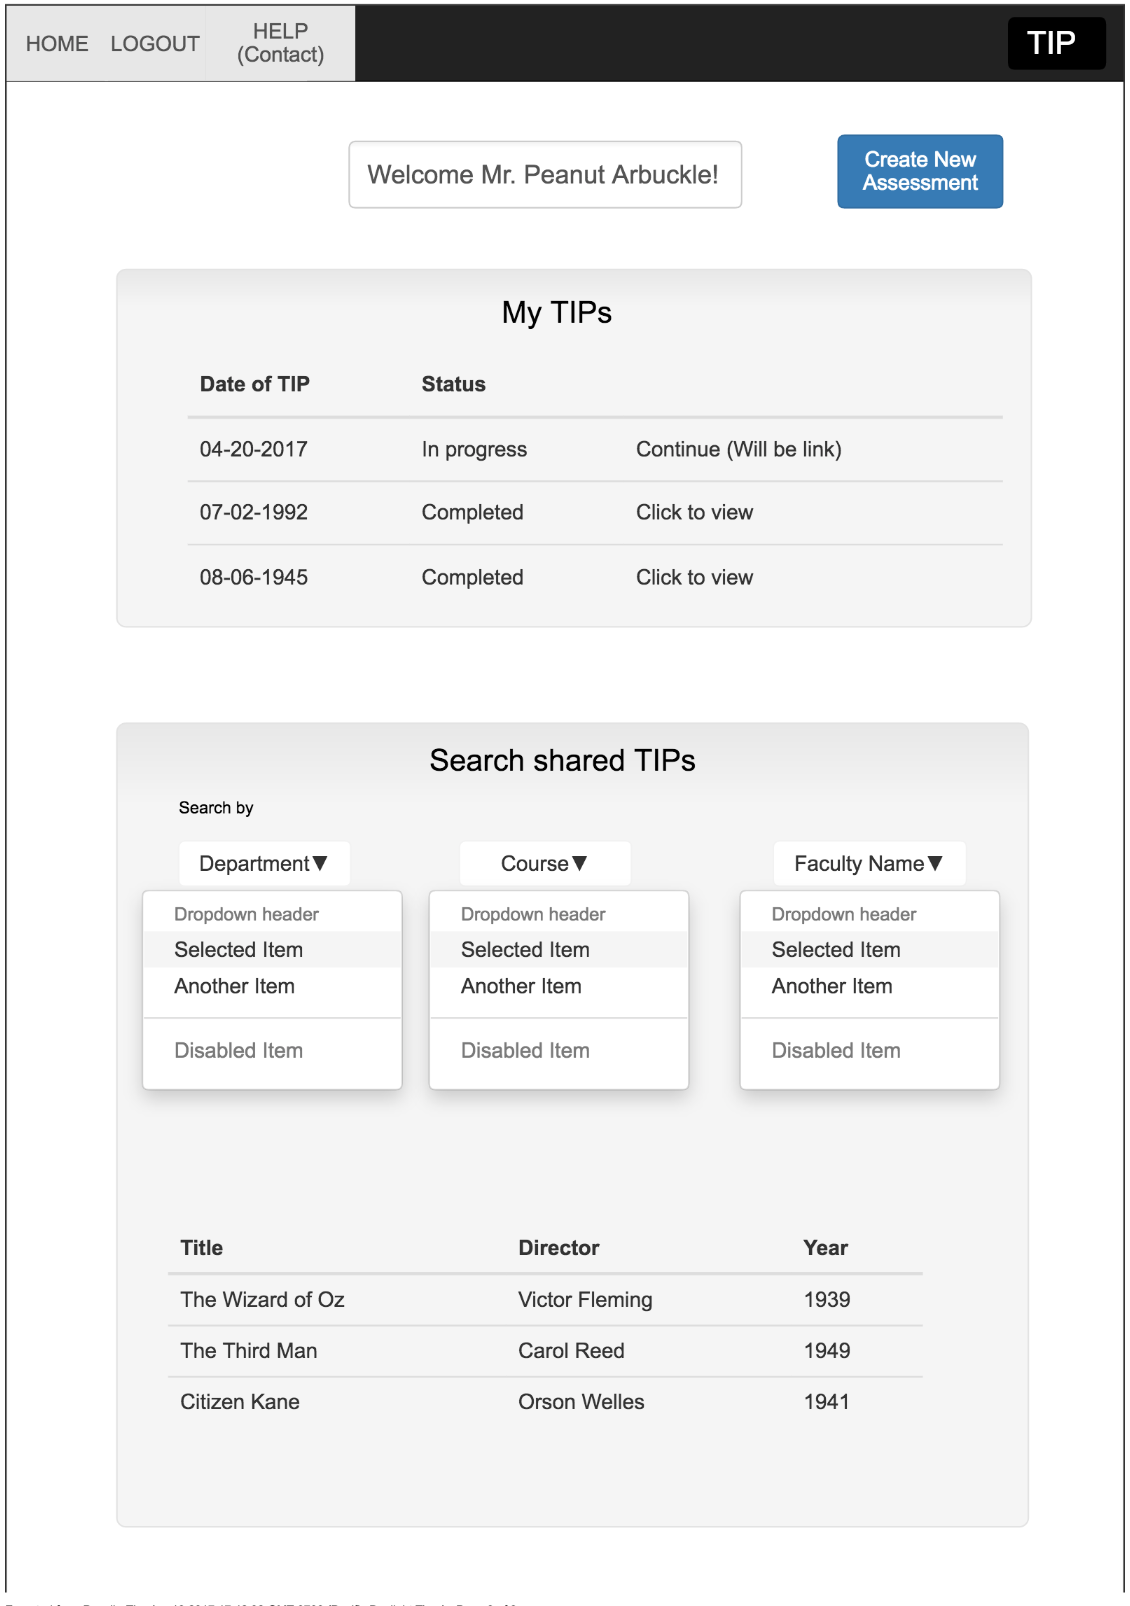 HOME LOGOUT HELP (Contact) TIP
Welcome Mr. Peanut Arbuckle!
Create New
Assessment
My TIPs
Date of TIP Status
04-20-2017 In progress Continue (Will be link)
07-02-1992 Completed Click to view
08-06-1945 Completed Click to view
Search shared TIPs
Search by
Department▼ Course▼ Faculty Name▼
Dropdown header Dropdown header Dropdown header
Selected Item Selected Item Selected Item
Another Item Another Item Another Item
Disabled Item Disabled Item Disabled Item
Title Director Year
The Wizard of Oz Victor Fleming 1939
The Third Man Carol Reed 1949
Citizen Kane Orson Welles 1941